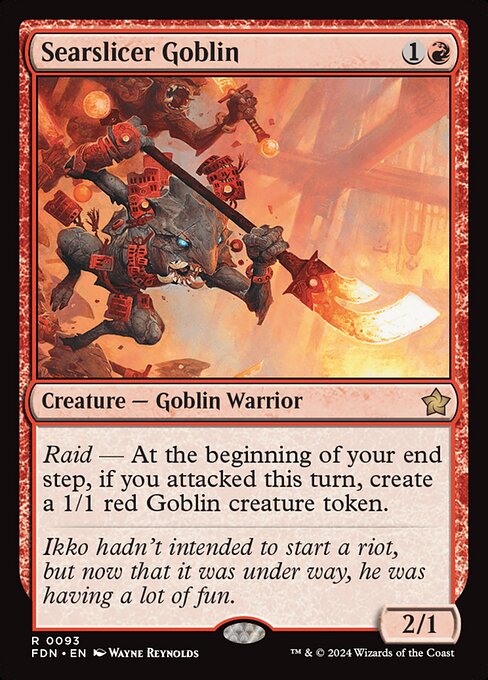 Searslicer Goblin 1
Creature — Goblin Warrior
Raid — At the beginning of your end
step, if you attacked this turn, create
a 1/1 red Goblin creature token.
Ikko hadn't intended to start a riot,
but now that it was under way, he was
having a lot of fun.
2/1
R 0093
FDN • EN WAYNE REYNOLDS
™ & © 2024 Wizards of the Coast